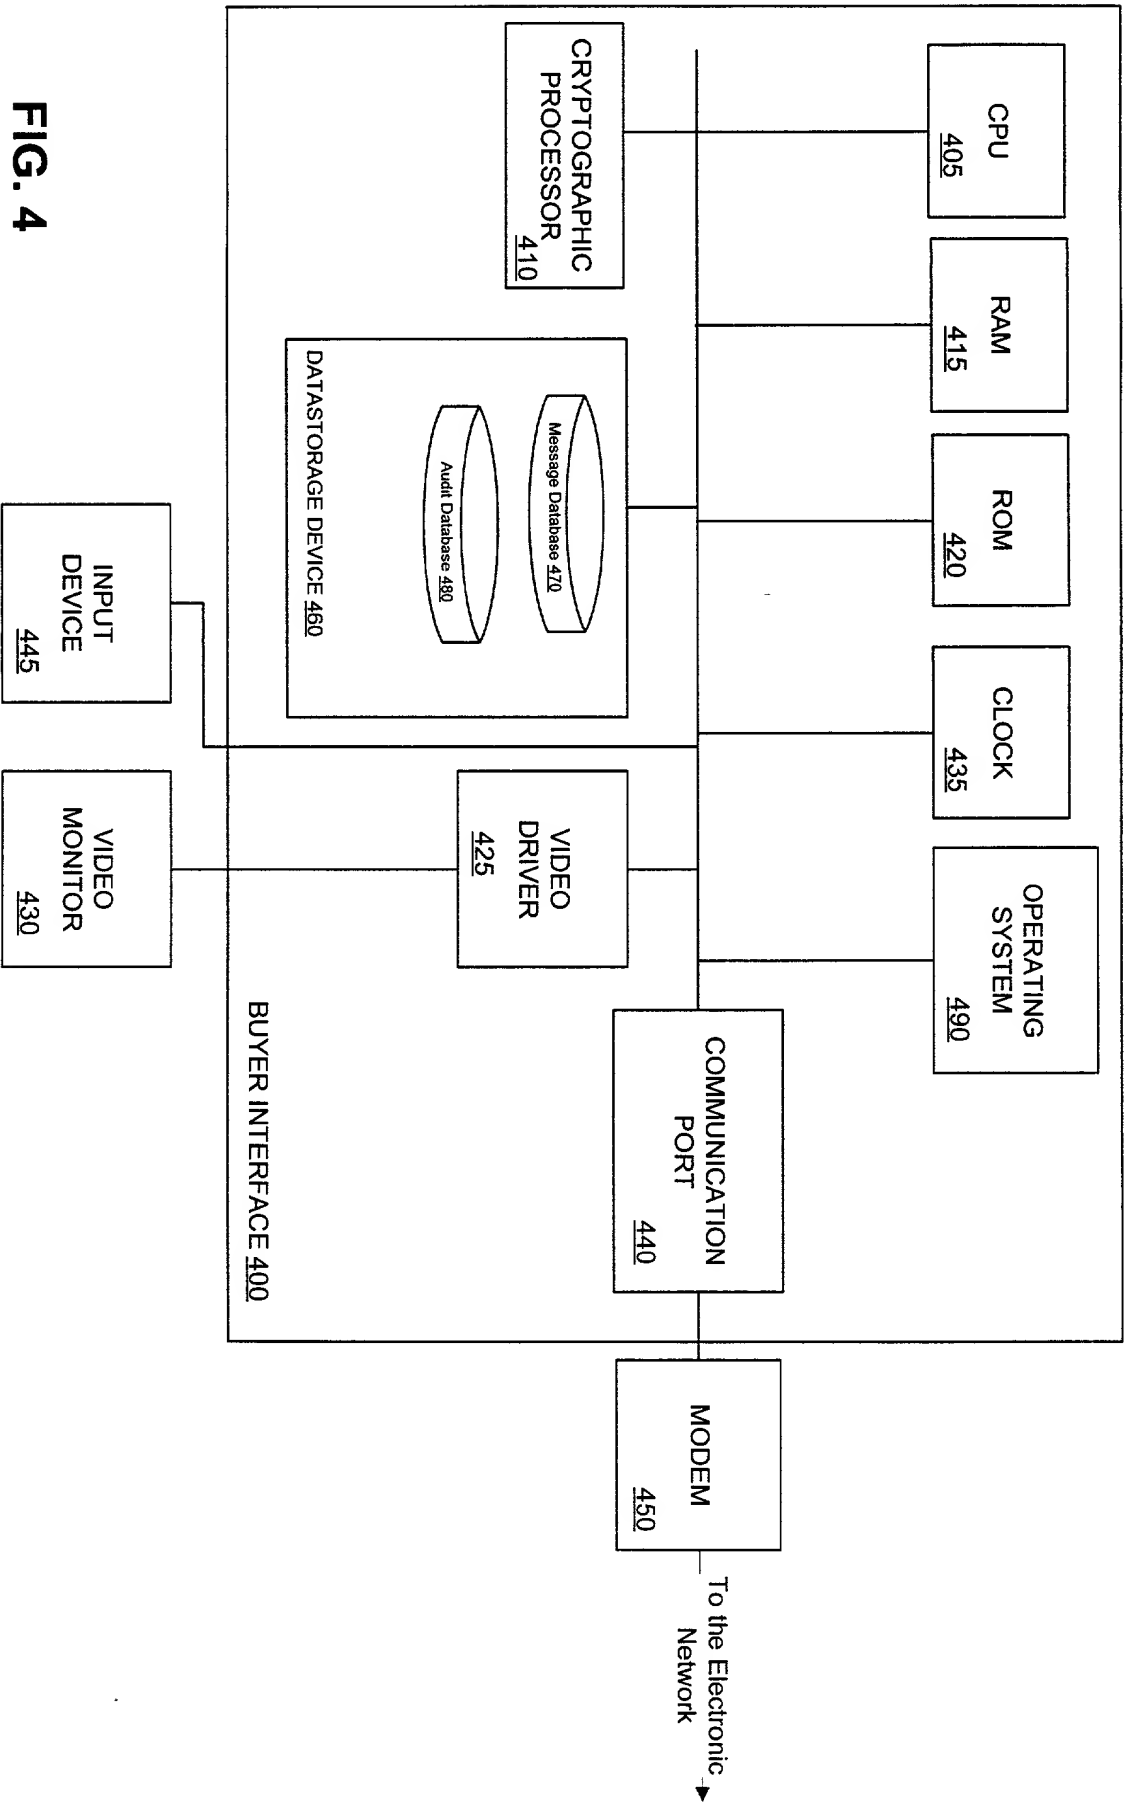 CPU
405
RAM
415
ROM
420
CLOCK
435
OPERATING
SYSTEM
490
CRYPTOGRAPHIC
PROCESSOR
410
Message Database 470
Audit Database 480
DATASTORAGE DEVICE 460
VIDEO
DRIVER
425
COMMUNICATION
PORT
440
MODEM
450
To the Electronic
Network
BUYER INTERFACE 400
INPUT
DEVICE
445
VIDEO
MONITOR
430
FIG. 4